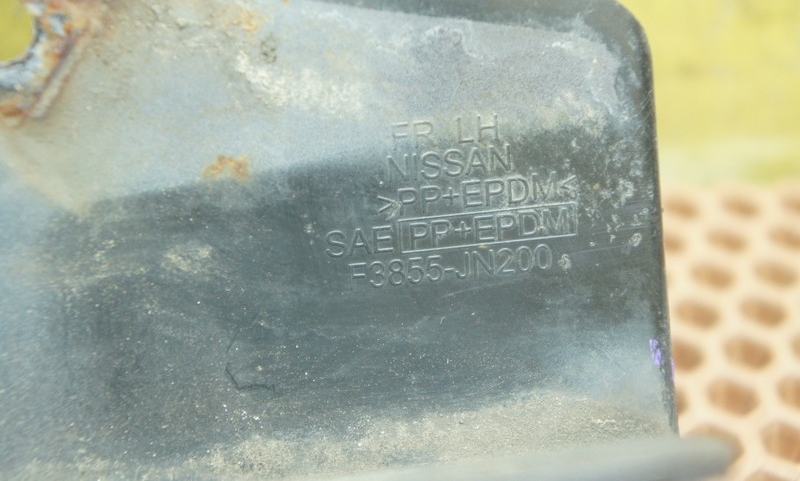 FR LH
NISSAN
>PP+EPDM<
SAE PP+EPDM
F3855-JN200